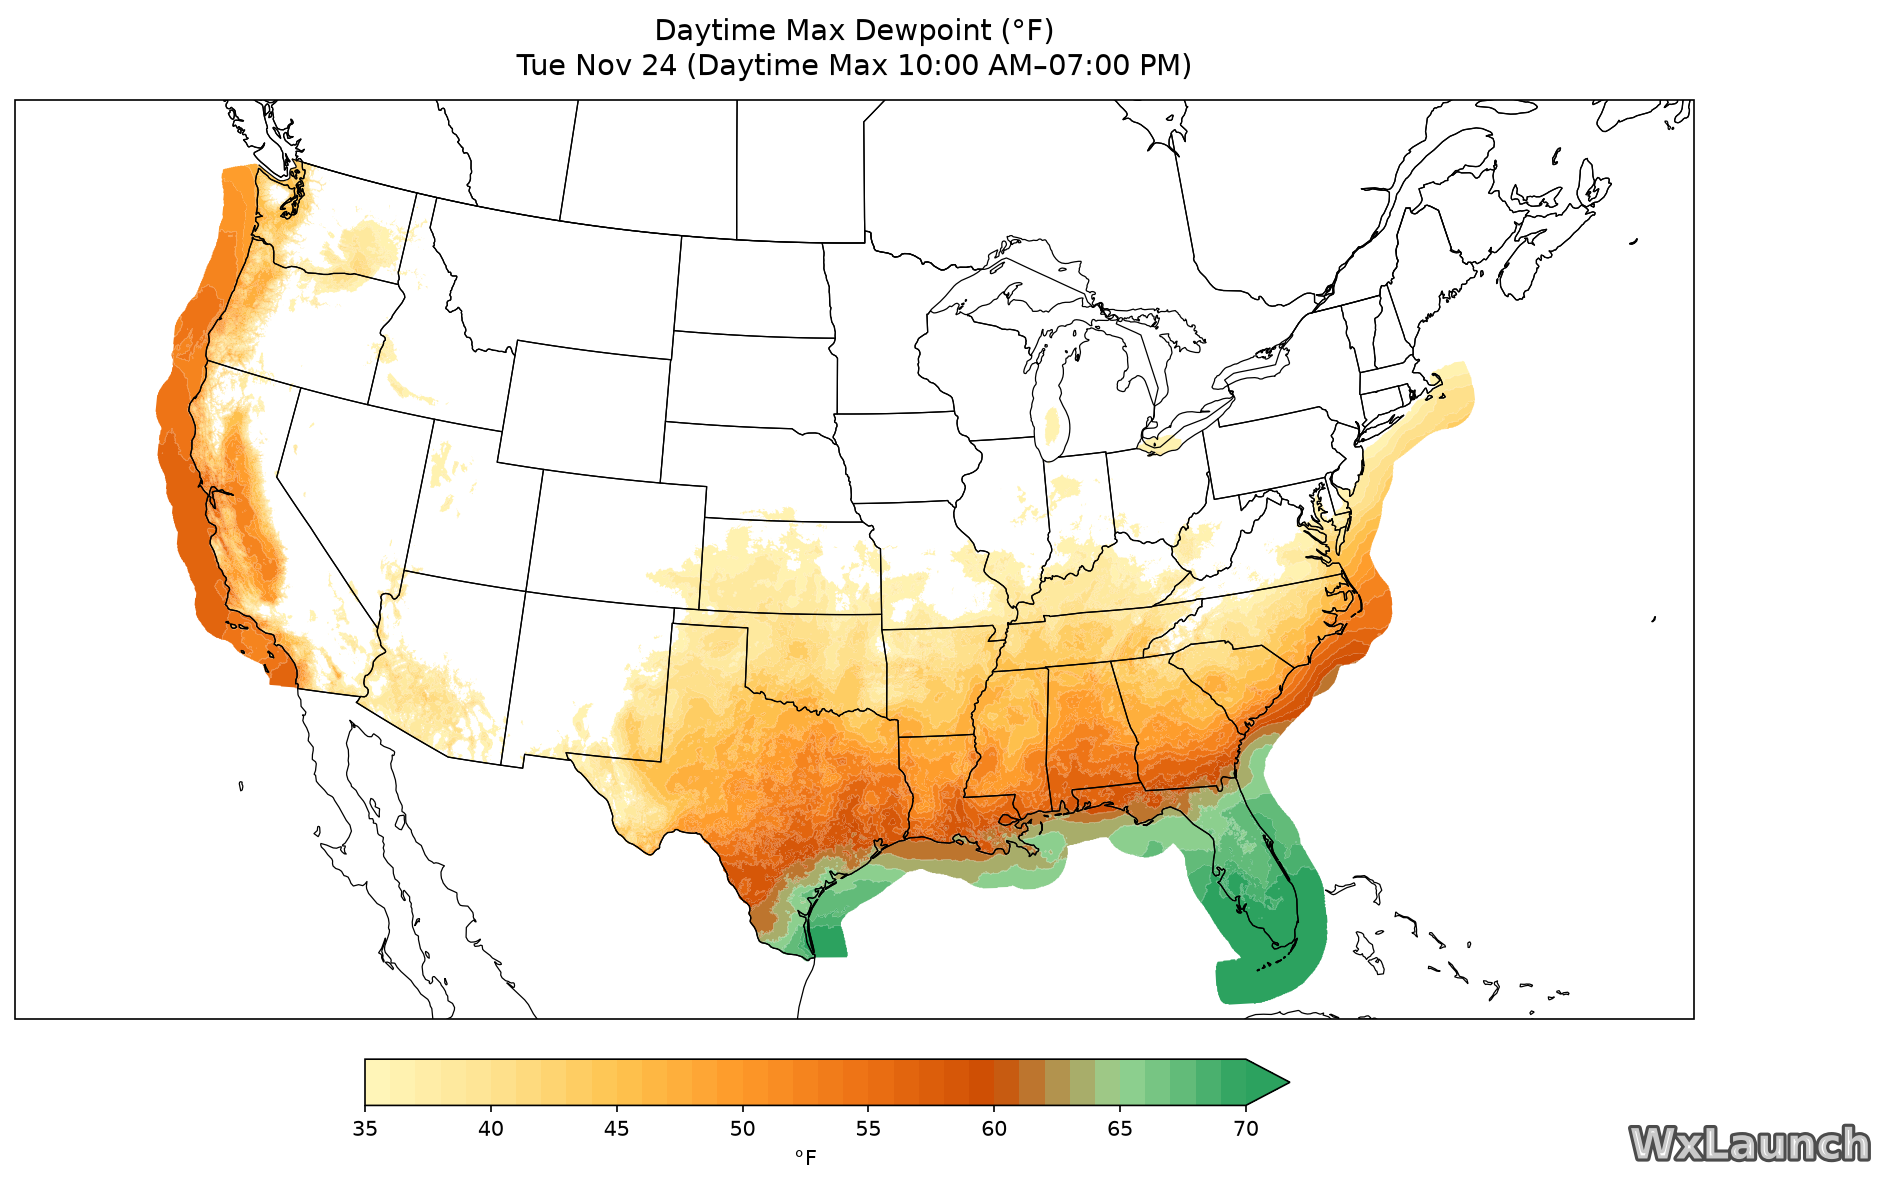 Daytime Max Dewpoint (°F)
Tue Nov 24 (Daytime Max 10:00 AM–07:00 PM)
35 40 45 50 55 60 65 70
°F
WxLaunch